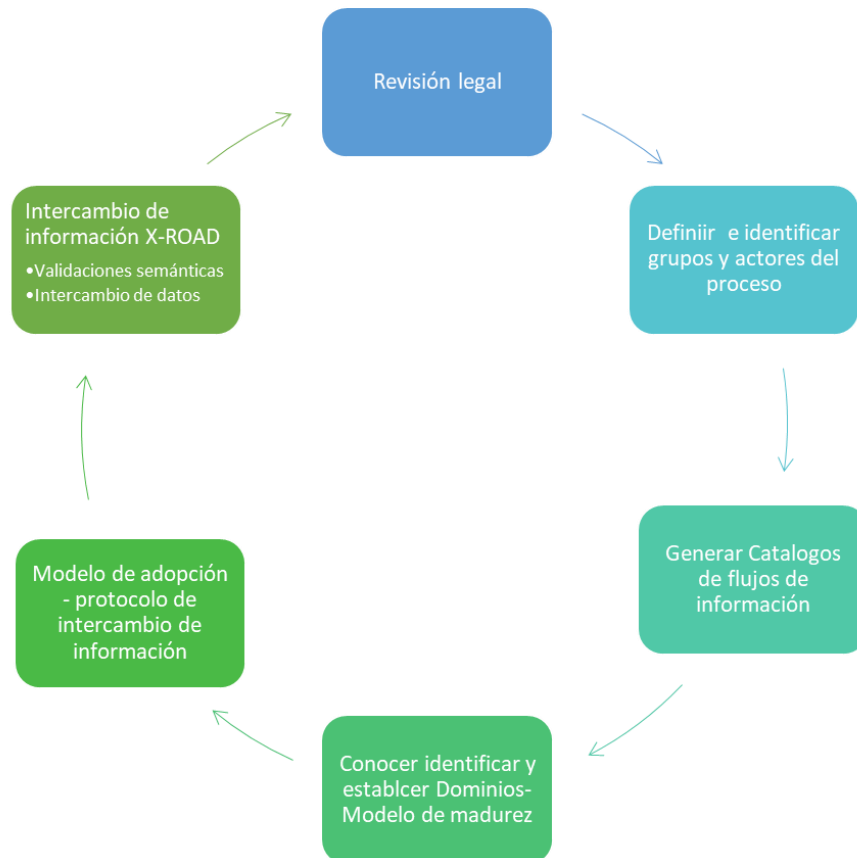 Revisión legal
Definiir e identificar
grupos y actores del
proceso
Generar Catalogos
de flujos de
información
Conocer identificar y
establcer Dominios-
Modelo de madurez
Modelo de adopción
- protocolo de
intercambio de
información
Intercambio de
información X-ROAD
•Validaciones semánticas
•Intercambio de datos